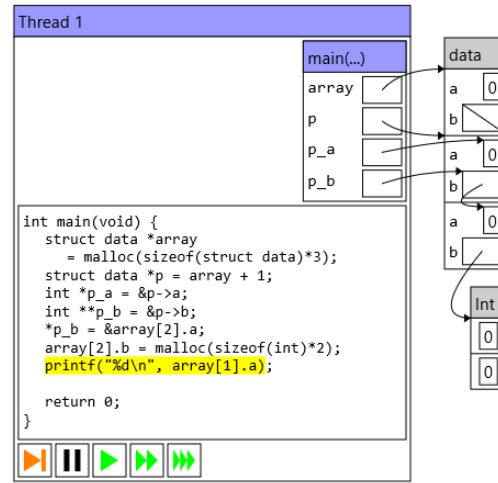 Thread 1
main(...)
array
p
p_a
p_b
data
a 0
b
a 0
b
a 0
b
Int
0
0
int main(void) {
struct data *array
= malloc(sizeof(struct data)*3);
struct data *p = array + 1;
int *p_a = &p->a;
int **p_b = &p->b;
*p_b = &array[2].a;
array[2].b = malloc(sizeof(int)*2);
printf("%d\n", array[1].a);
return 0;
}